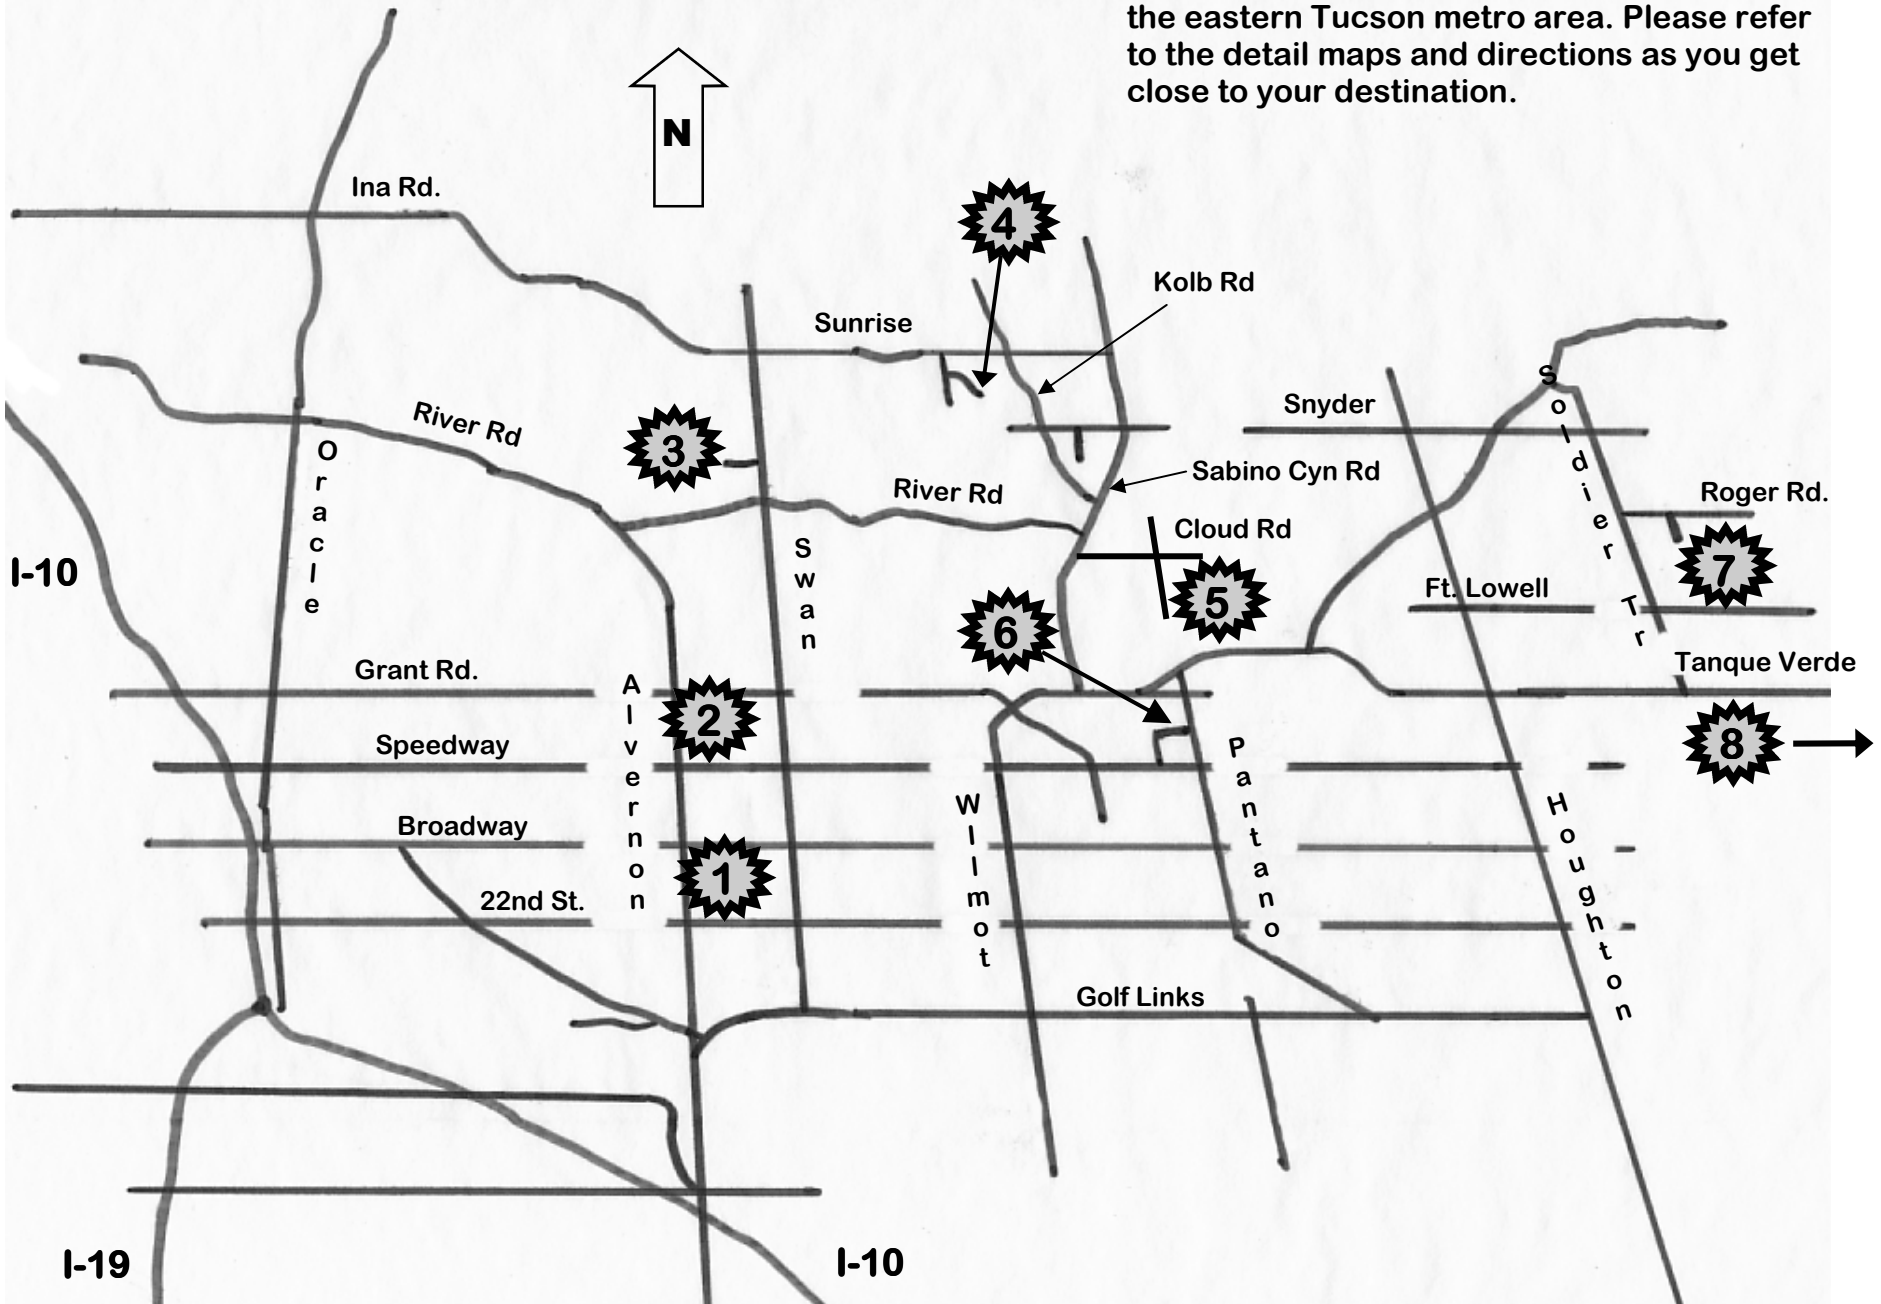 the eastern Tucson metro area. Please refer
to the detail maps and directions as you get
close to your destination.
N
Ina Rd.
4
Kolb Rd
Sunrise
Snyder
River Rd
3
Sabino Cyn Rd
River Rd
Roger Rd.
Oracle
Soldier Tr
Cloud Rd
Swan
I-10
7
5
Ft. Lowell
6
Grant Rd.
Tanque Verde
Alvernon
2
8
Speedway
Pantano
Wilmot
Houghton
Broadway
1
22nd St.
Golf Links
I-19
I-10